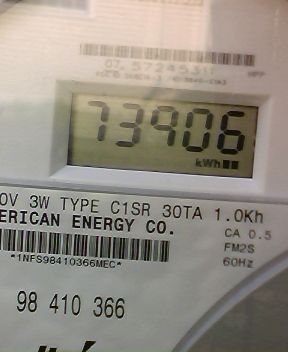 73906
kWh
0V 3W TYPE C1SR 30TA 1.0Kh
ERICAN ENERGY CO.
CA 0.5
FM2S
*1NFS98410366MEC*
60Hz
98 410 366